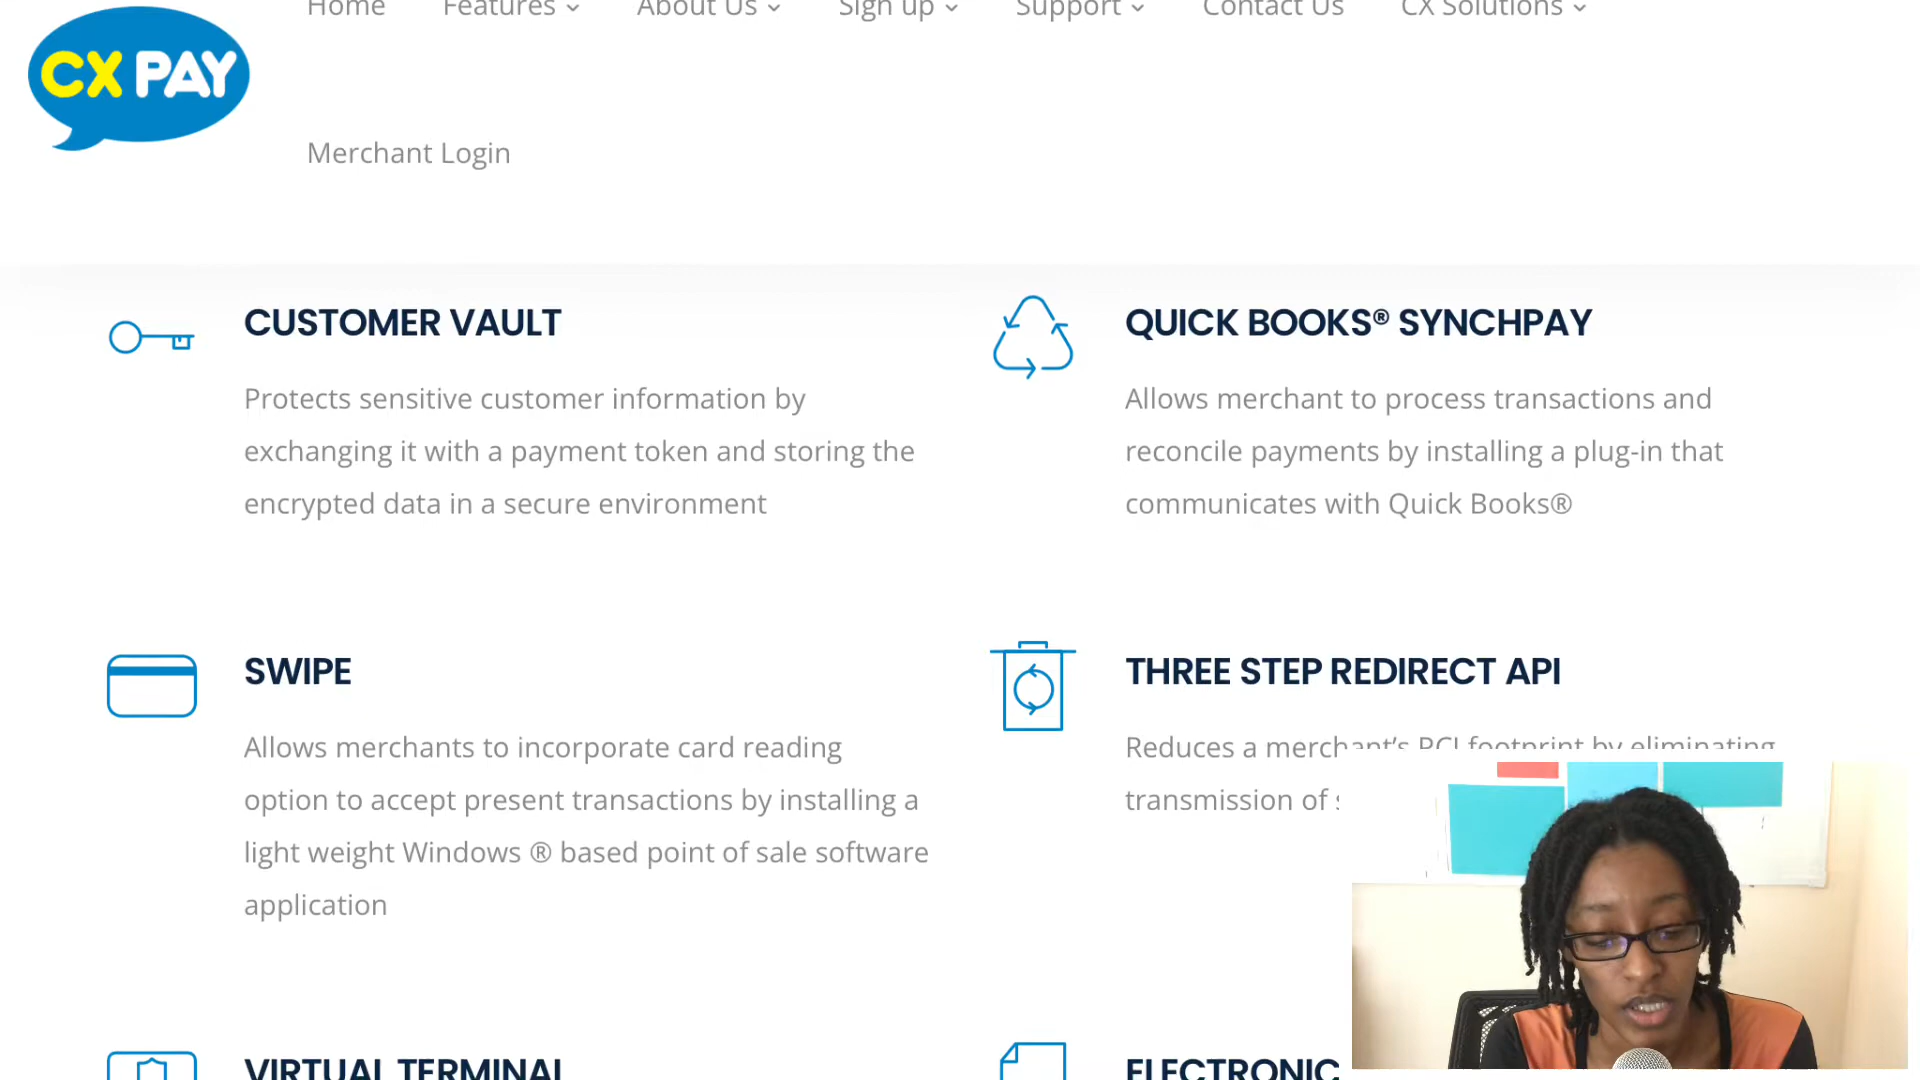 Home Features About Us Sign up Support Contact Us CX Solutions
CX PAY
Merchant Login
CUSTOMER VAULT
Protects sensitive customer information by
exchanging it with a payment token and storing the
encrypted data in a secure environment
QUICK BOOKS® SYNCHPAY
Allows merchant to process transactions and
reconcile payments by installing a plug-in that
communicates with Quick Books®
SWIPE
Allows merchants to incorporate card reading
option to accept present transactions by installing a
light weight Windows ® based point of sale software
application
THREE STEP REDIRECT API
Reduces a merchant’s PCI footprint by eliminating
transmission of
VIRTUAL TERMINAL
ELECTRONIC